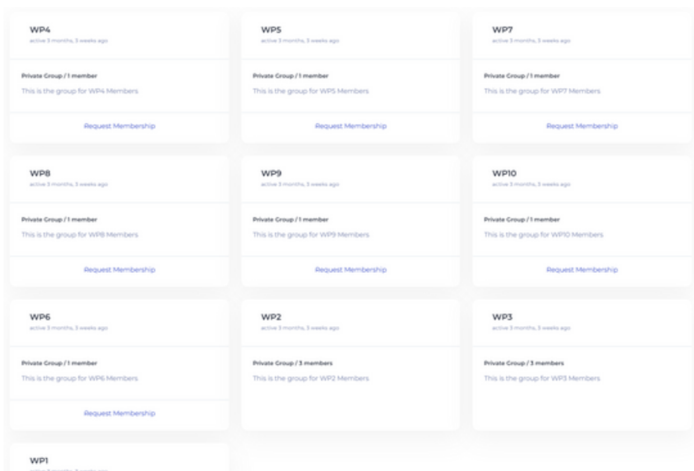 WP4
active 3 months, 3 weeks ago
Private Group / 1 member
This is the group for WP4 Members
Request Membership
WP5
active 3 months, 3 weeks ago
Private Group / 1 member
This is the group for WP5 Members
Request Membership
WP7
active 3 months, 3 weeks ago
Private Group / 1 member
This is the group for WP7 Members
Request Membership
WP8
active 3 months, 3 weeks ago
Private Group / 1 member
This is the group for WP8 Members
Request Membership
WP9
active 3 months, 3 weeks ago
Private Group / 1 member
This is the group for WP9 Members
Request Membership
WP10
active 3 months, 3 weeks ago
Private Group / 1 member
This is the group for WP10 Members
Request Membership
WP6
active 3 months, 3 weeks ago
Private Group / 1 member
This is the group for WP6 Members
Request Membership
WP2
active 3 months, 3 weeks ago
Private Group / 3 members
This is the group for WP2 Members
WP3
active 3 months, 3 weeks ago
Private Group / 3 members
This is the group for WP3 Members
WP1